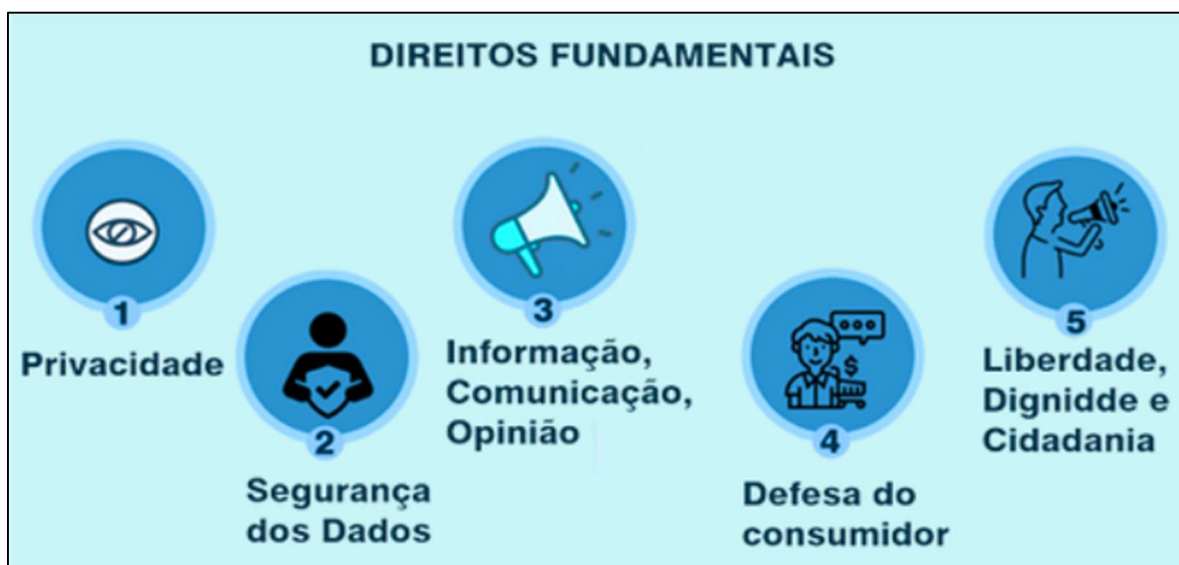 DIREITOS FUNDAMENTAIS
1
Privacidade
2
Segurança
dos Dados
3
Informação,
Comunicação,
Opinião
$
4
Defesa do
consumidor
5
Liberdade,
Dignidde e
Cidadania